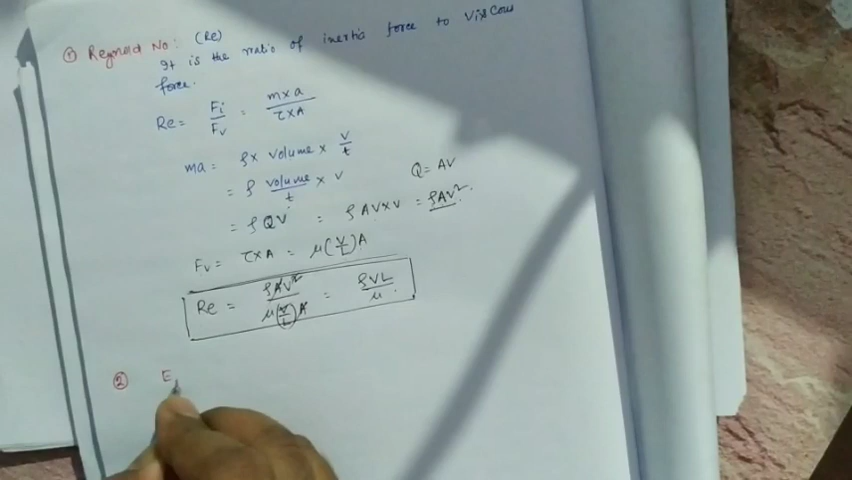 ① Reynold No: (Re)
It is the ratio of inertia force to viscous
force.
Re = Fi/Fv = m×a/τ×A
ma = ρ× volume × V/t
= ρ volume/t × V
Q = AV
= ρQV = ρAV×V = ρAV²
Fv = τ×A = μ(V/L)A
Re = ρAV²/μ(V/L)A = ρVL/μ
② E